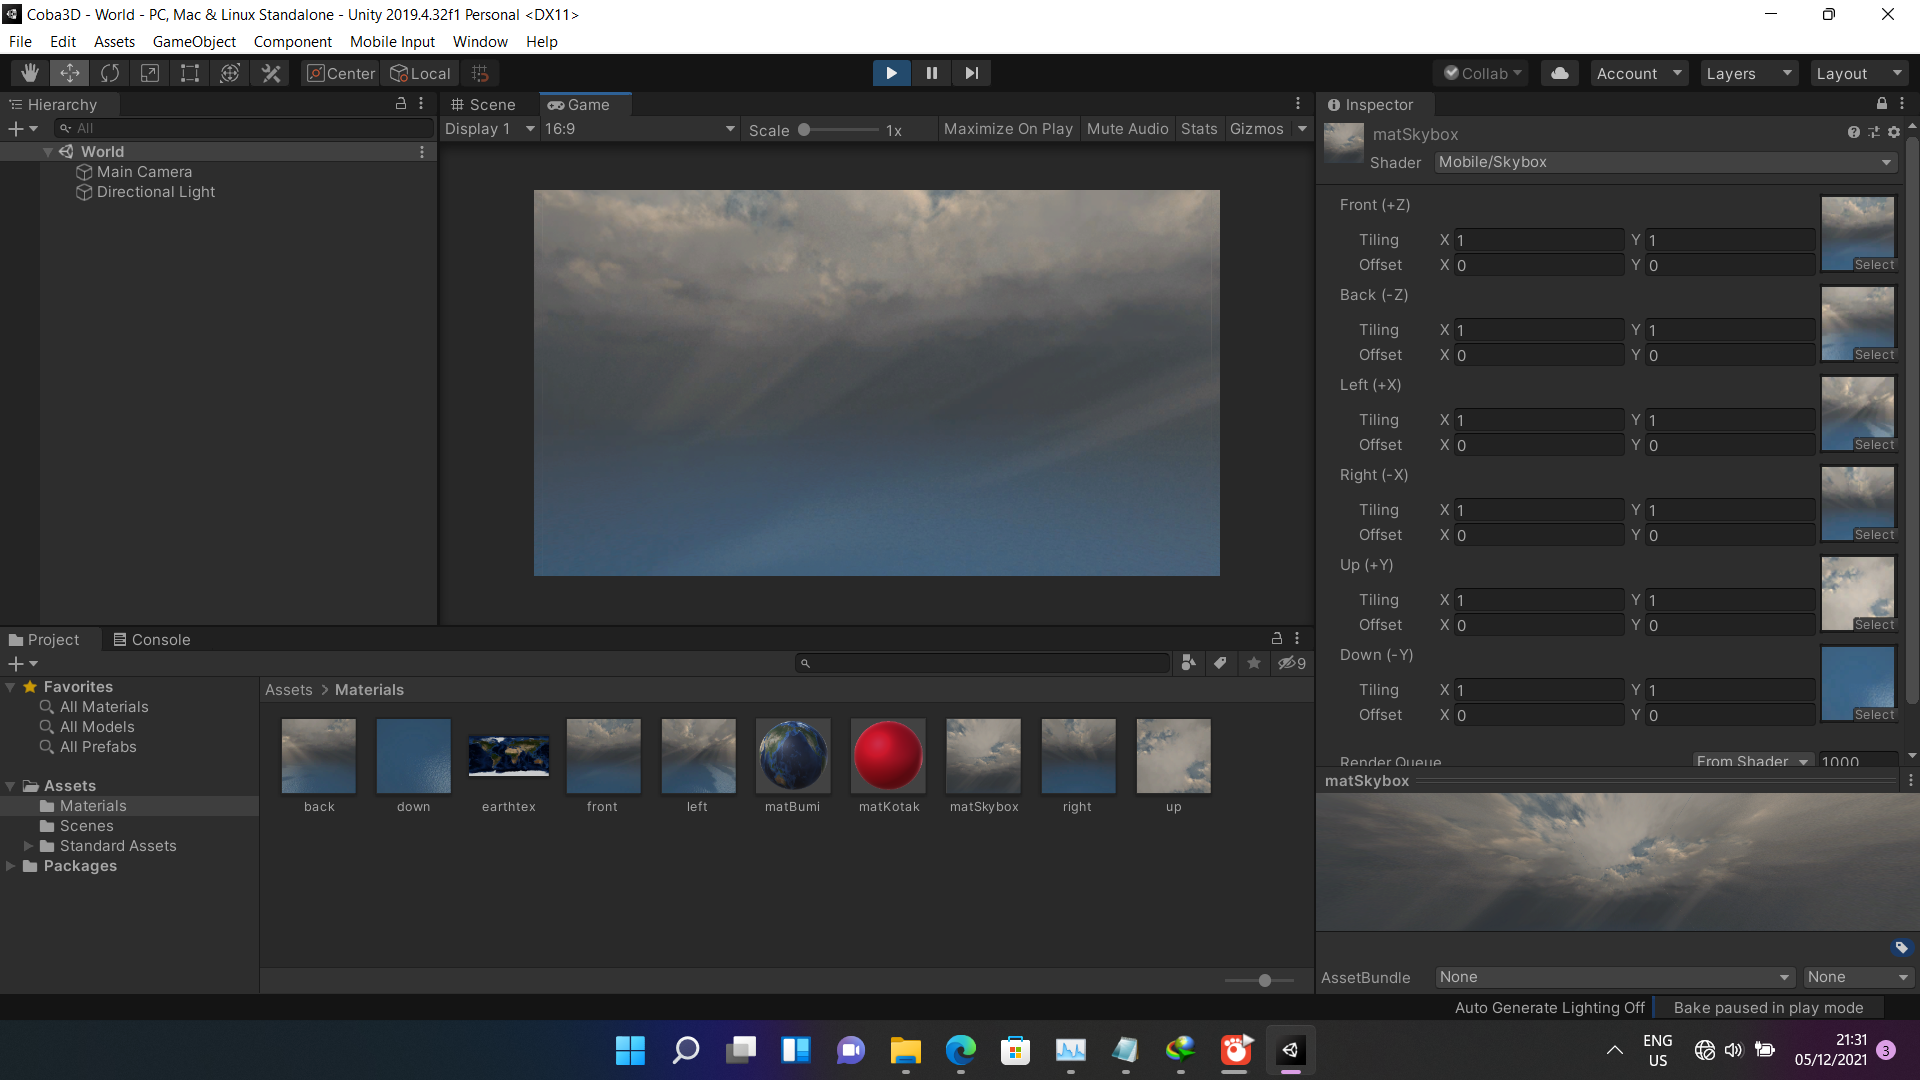 Coba3D - World - PC, Mac & Linux Standalone - Unity 2019.4.32f1 Personal <DX11>
File Edit Assets GameObject Component Mobile Input Window Help
Center Local Collab Account Layers Layout
Hierarchy
All
World
Main Camera
Directional Light
Scene Game
Display 1 16:9 Scale 1x Maximize On Play Mute Audio Stats Gizmos
Inspector
matSkybox
Shader Mobile/Skybox
Front (+Z)
Tiling X 1 Y 1
Offset X 0 Y 0
Select
Back (-Z)
Tiling X 1 Y 1
Offset X 0 Y 0
Select
Left (+X)
Tiling X 1 Y 1
Offset X 0 Y 0
Select
Right (-X)
Tiling X 1 Y 1
Offset X 0 Y 0
Select
Up (+Y)
Tiling X 1 Y 1
Offset X 0 Y 0
Select
Down (-Y)
Tiling X 1 Y 1
Offset X 0 Y 0
Select
Render Queue From Shader 1000
matSkybox
AssetBundle None None
Project Console
9
Favorites
All Materials
All Models
All Prefabs
Assets
Materials
Scenes
Standard Assets
Packages
Assets > Materials
back down earthtex front left matBumi matKotak matSkybox right up
Auto Generate Lighting Off Bake paused in play mode
ENG
US
21:31
05/12/2021
3